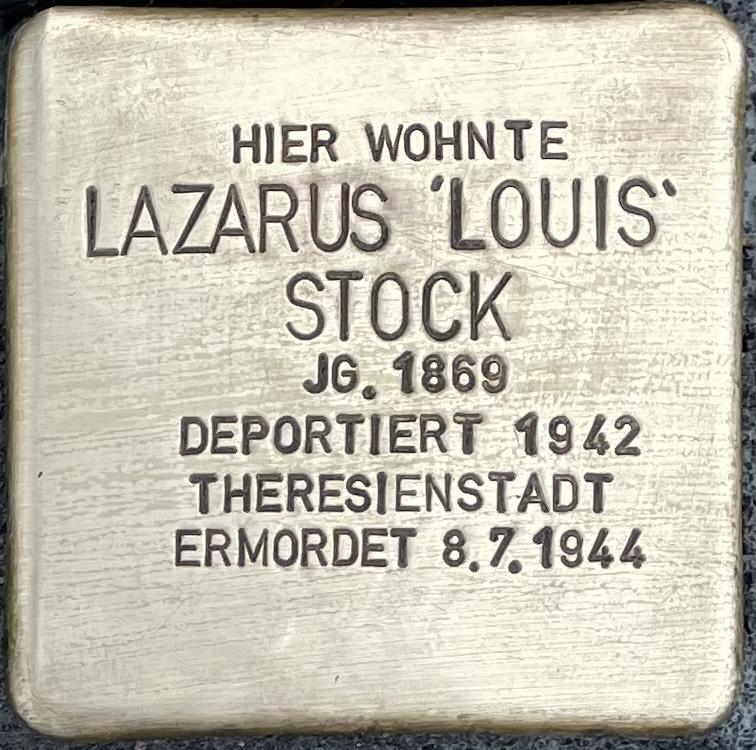 HIER WOHNTE
LAZARUS 'LOUIS'
STOCK
JG. 1869
DEPORTIERT 1942
THERESIENSTADT
ERMORDET 8.7.1944